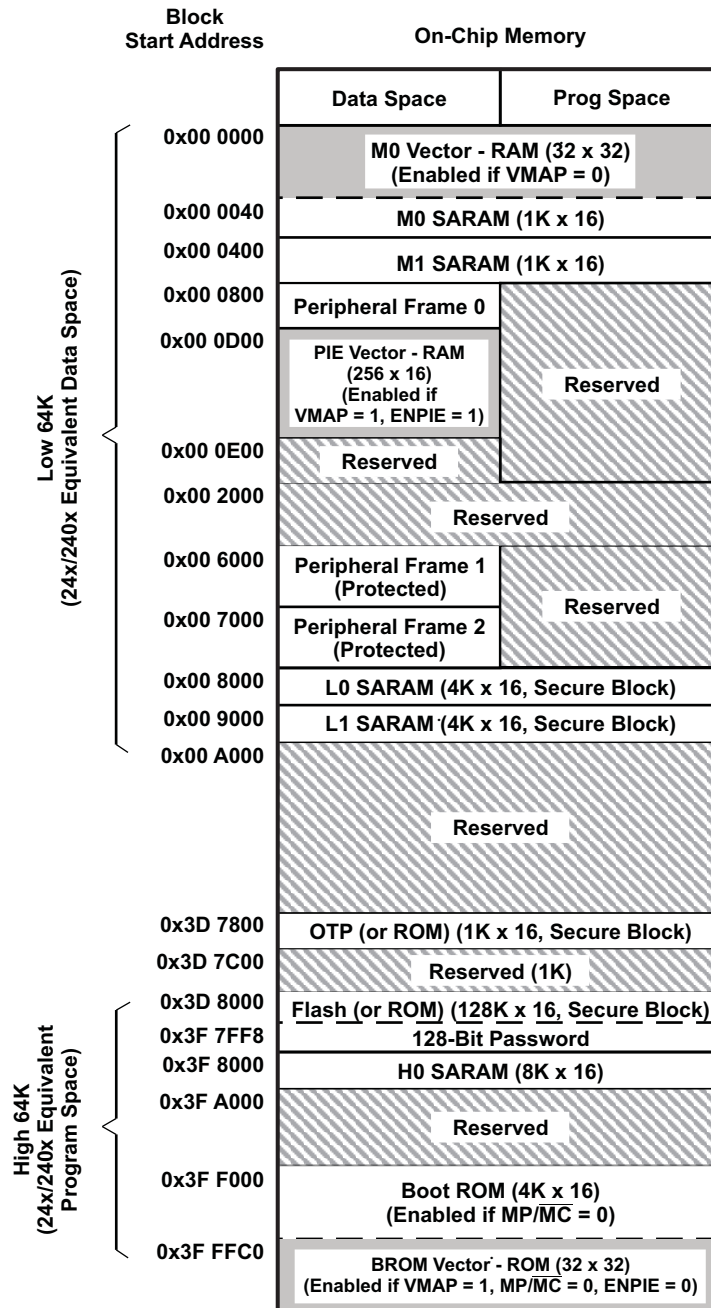 Block
Start Address
On-Chip Memory
Data Space
Prog Space
Low 64K
(24x/240x Equivalent Data Space)
0x00 0000
M0 Vector - RAM (32 x 32)
(Enabled if VMAP = 0)
0x00 0040
M0 SARAM (1K x 16)
0x00 0400
M1 SARAM (1K x 16)
0x00 0800
Peripheral Frame 0
Reserved
0x00 0D00
PIE Vector - RAM
(256 x 16)
(Enabled if
VMAP = 1, ENPIE = 1)
0x00 0E00
Reserved
0x00 2000
Reserved
0x00 6000
Peripheral Frame 1
(Protected)
Reserved
0x00 7000
Peripheral Frame 2
(Protected)
0x00 8000
L0 SARAM (4K x 16, Secure Block)
0x00 9000
L1 SARAM (4K x 16, Secure Block)
0x00 A000
Reserved
0x3D 7800
OTP (or ROM) (1K x 16, Secure Block)
0x3D 7C00
Reserved (1K)
High 64K
(24x/240x Equivalent
Program Space)
0x3D 8000
Flash (or ROM) (128K x 16, Secure Block)
0x3F 7FF8
128-Bit Password
0x3F 8000
H0 SARAM (8K x 16)
0x3F A000
Reserved
0x3F F000
Boot ROM (4K x 16)
(Enabled if MP/M̅C̅ = 0)
0x3F FFC0
BROM Vector - ROM (32 x 32)
(Enabled if VMAP = 1, MP/M̅C̅ = 0, ENPIE = 0)